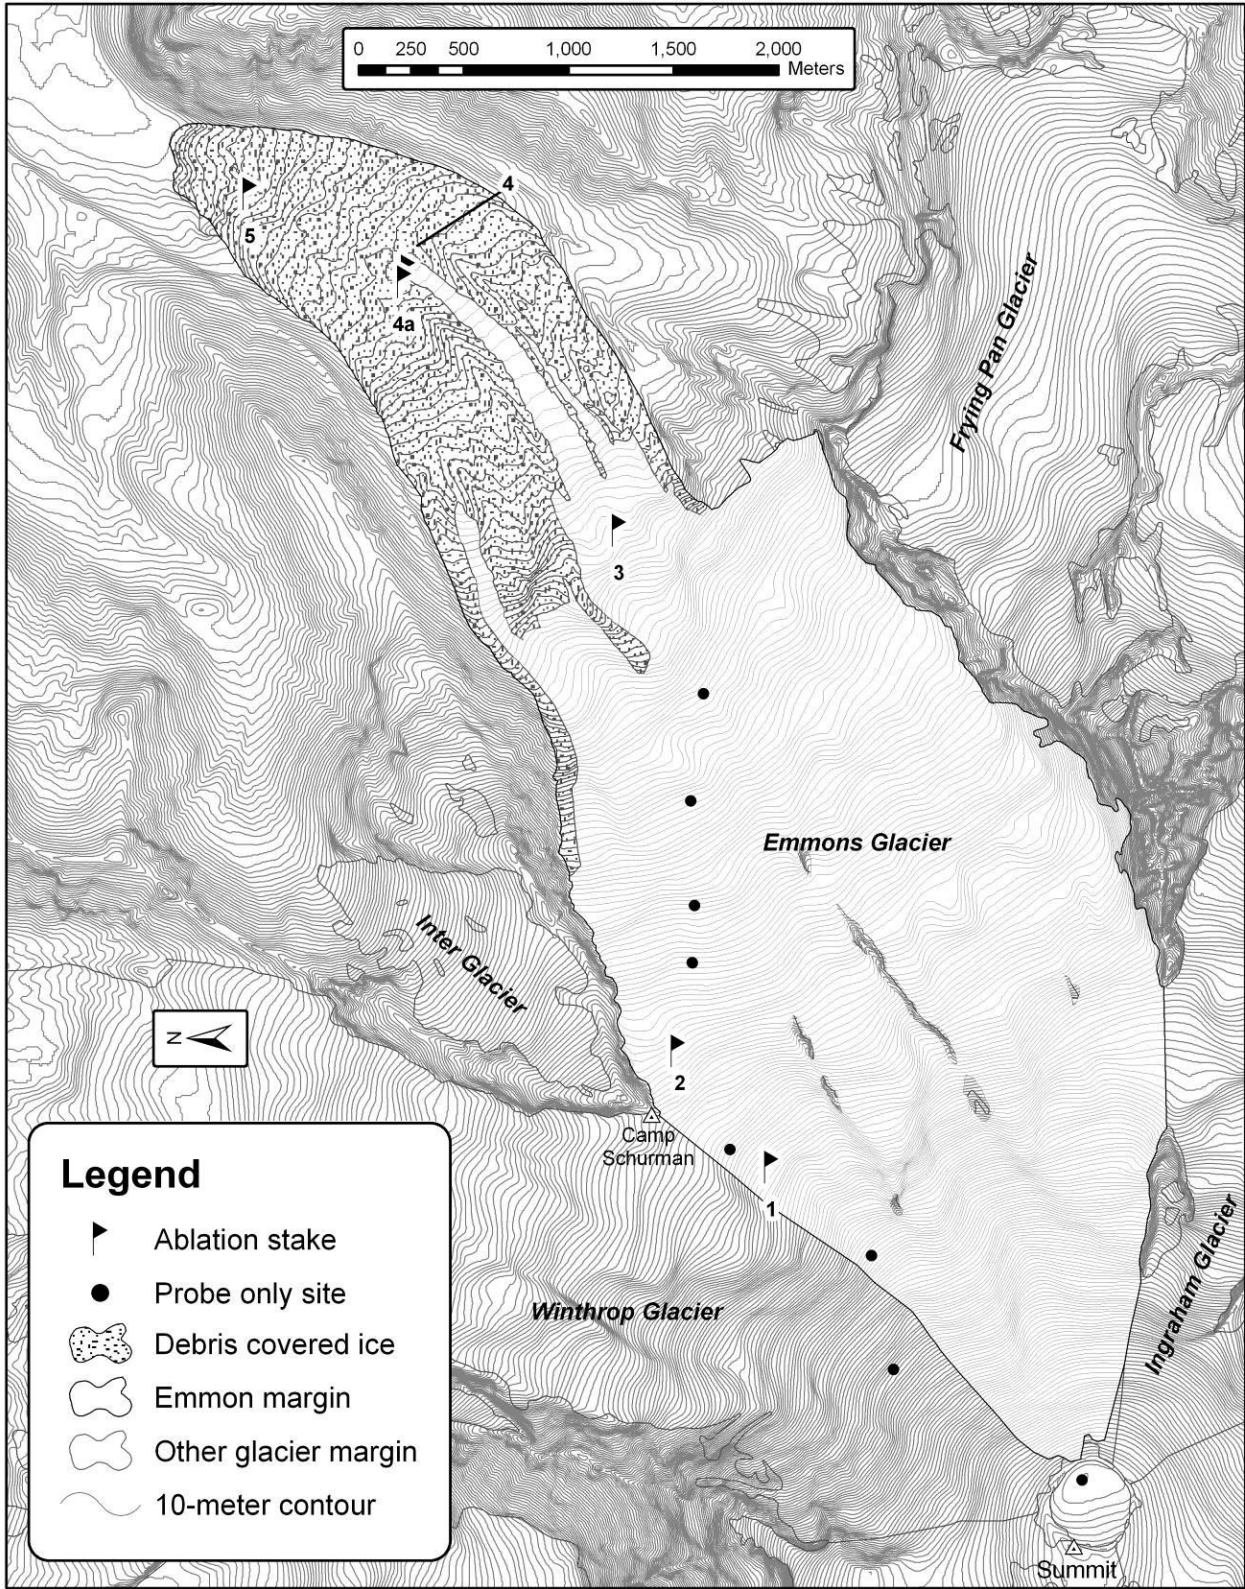 0 250 500 1,000 1,500 2,000
Meters
4
5
4a
Frying Pan Glacier
3
Emmons Glacier
Inter Glacier
N
2
Camp
Schurman
1
Winthrop Glacier
Ingraham Glacier
Summit
Legend
Ablation stake
Probe only site
Debris covered ice
Emmon margin
Other glacier margin
10-meter contour